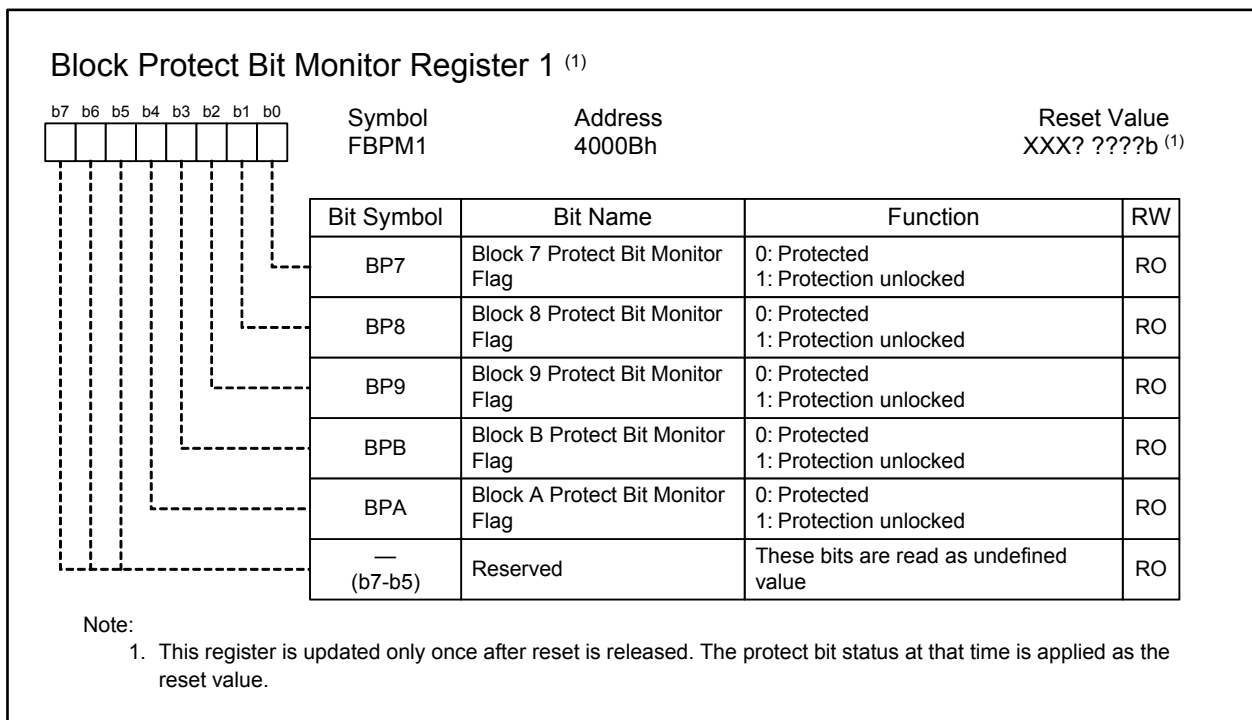 Block Protect Bit Monitor Register 1 (1)
b7 b6 b5 b4 b3 b2 b1 b0
Symbol Address Reset Value
FBPM1 4000Bh XXX? ????b (1)
Bit Symbol Bit Name Function RW
BP7 Block 7 Protect Bit Monitor Flag 0: Protected 1: Protection unlocked RO
BP8 Block 8 Protect Bit Monitor Flag 0: Protected 1: Protection unlocked RO
BP9 Block 9 Protect Bit Monitor Flag 0: Protected 1: Protection unlocked RO
BPB Block B Protect Bit Monitor Flag 0: Protected 1: Protection unlocked RO
BPA Block A Protect Bit Monitor Flag 0: Protected 1: Protection unlocked RO
— (b7-b5) Reserved These bits are read as undefined value RO
Note:
1. This register is updated only once after reset is released. The protect bit status at that time is applied as the
reset value.